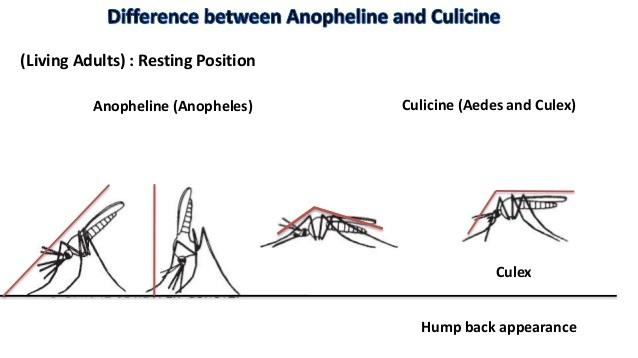 Difference between Anopheline and Culicine
(Living Adults) : Resting Position
Anopheline (Anopheles)
Culicine (Aedes and Culex)
Culex
Hump back appearance